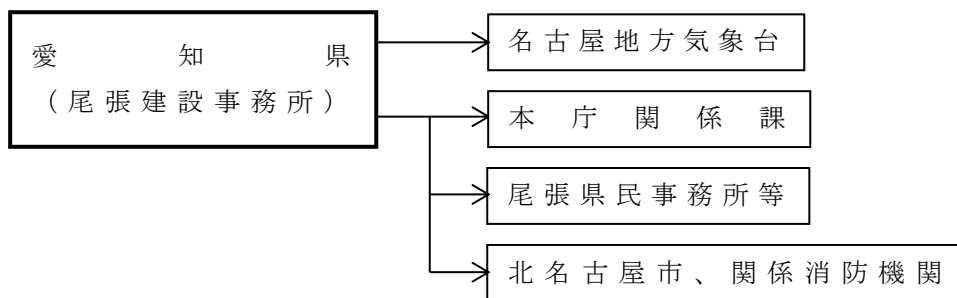 愛知県
（尾張建設事務所）
名古屋地方気象台
本庁関係課
尾張県民事務所等
北名古屋市、関係消防機関